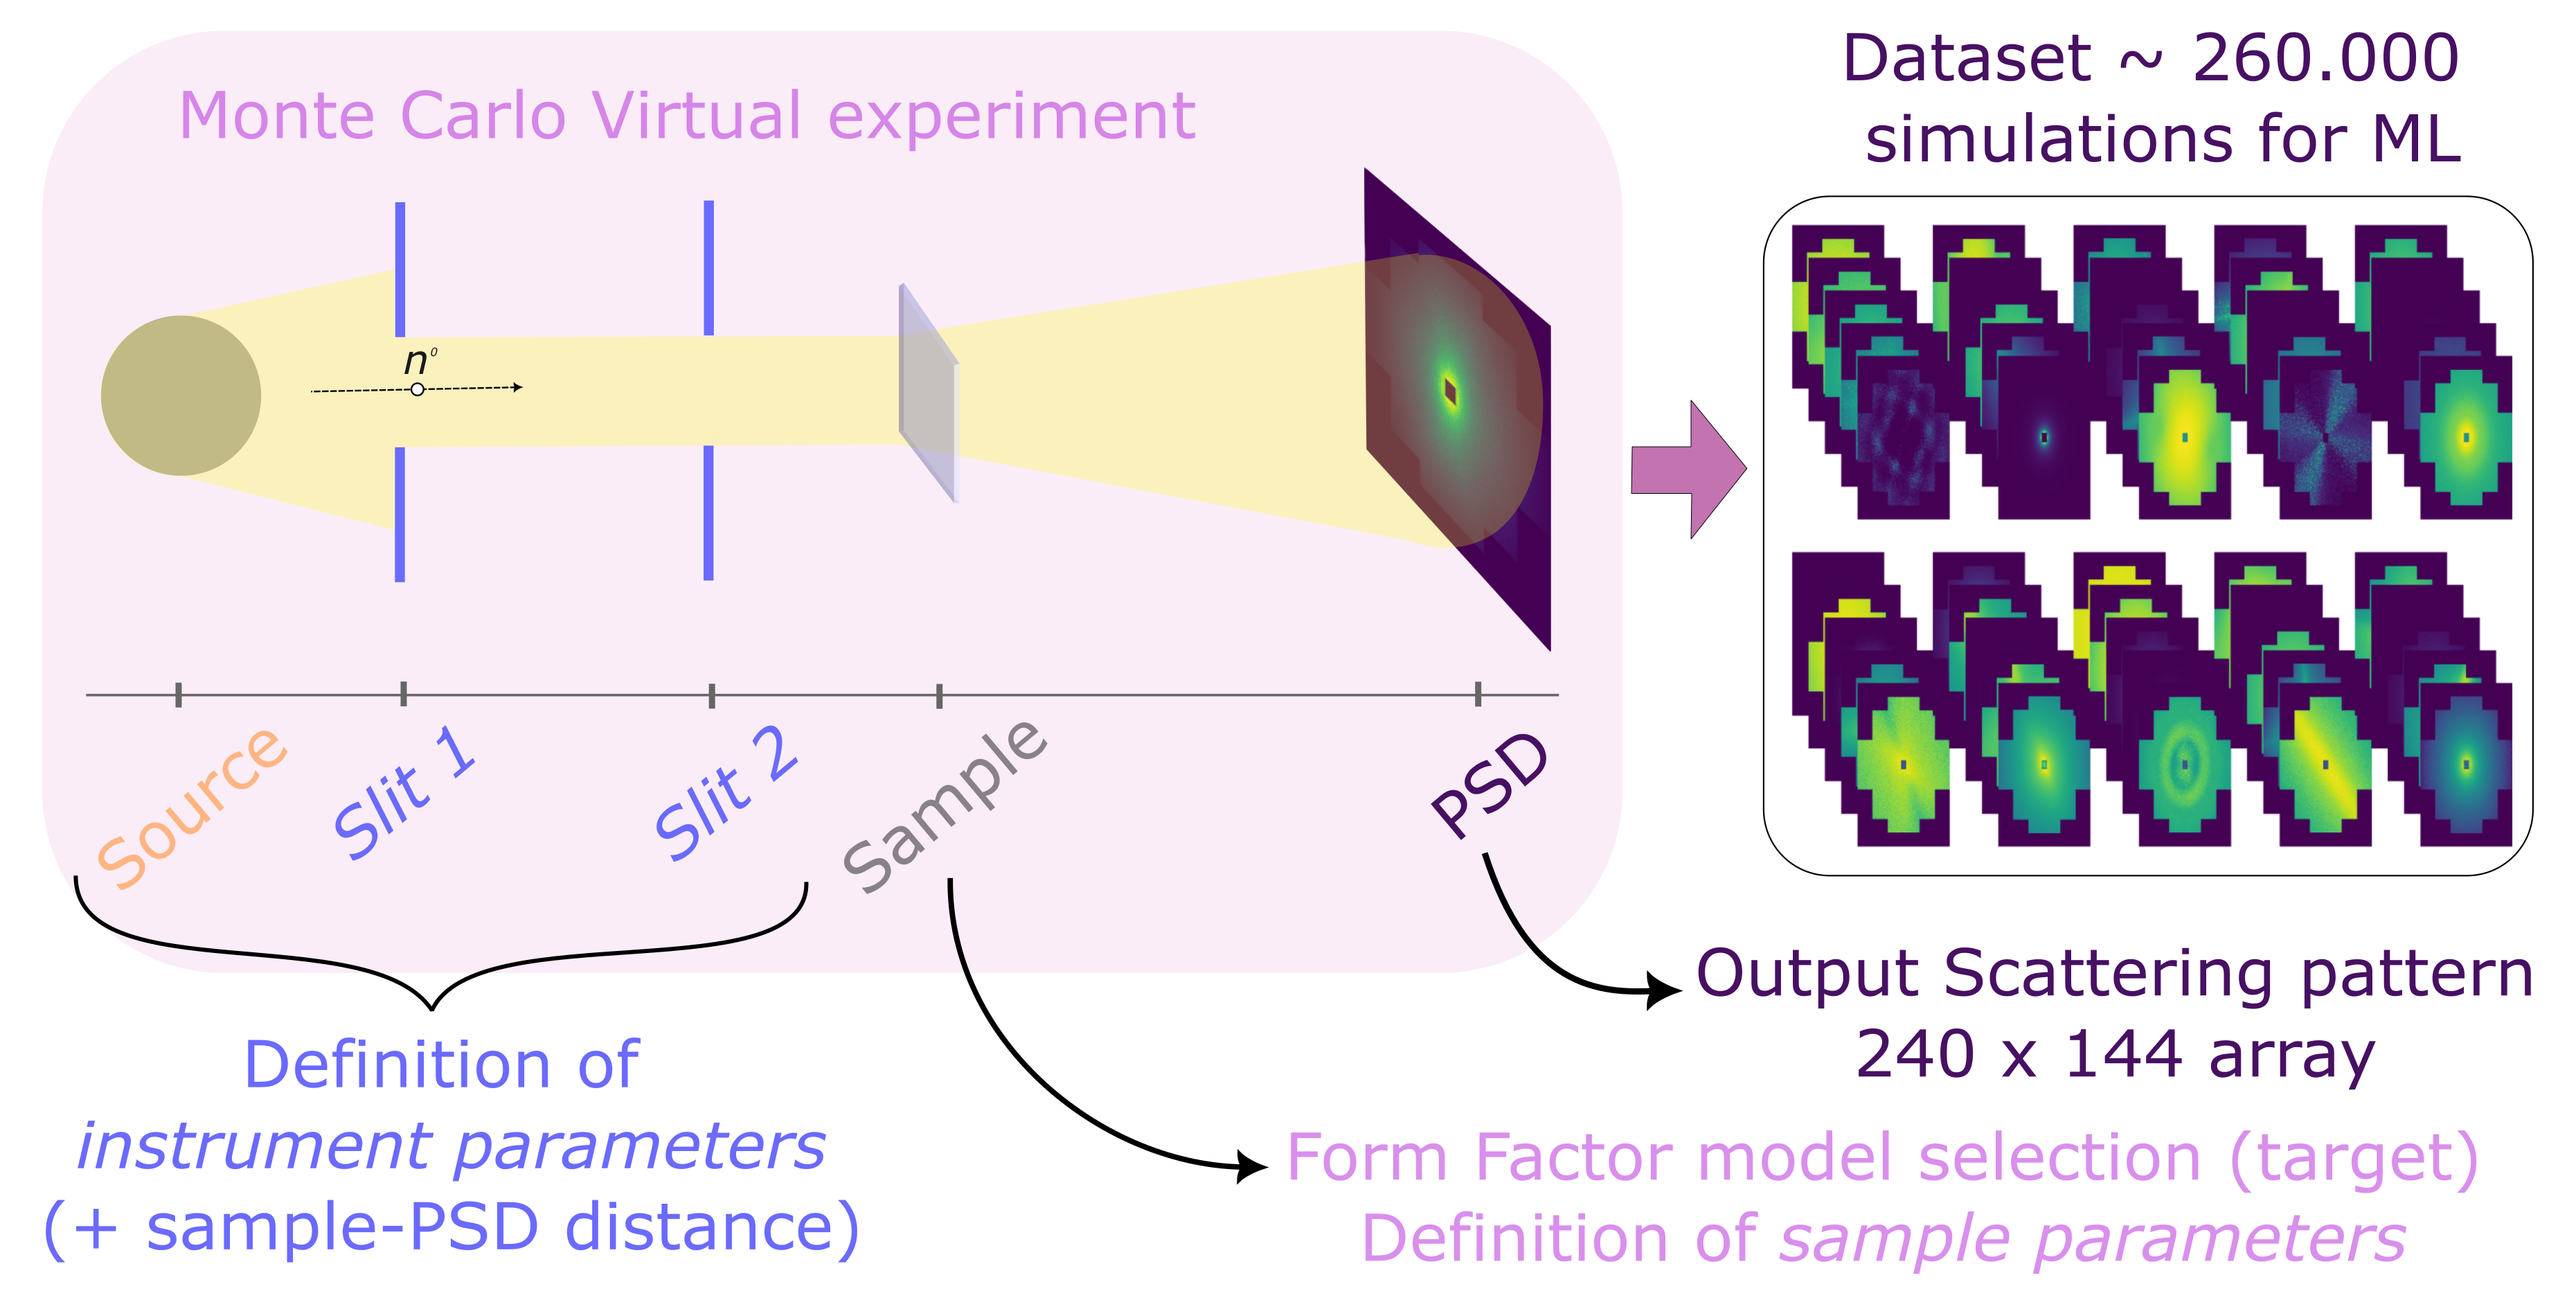 Monte Carlo Virtual experiment
n⁰
Source
Slit 1
Slit 2
Sample
PSD
Definition of
instrument parameters
(+ sample-PSD distance)
Dataset ~ 260.000
simulations for ML
Output Scattering pattern
240 x 144 array
Form Factor model selection (target)
Definition of sample parameters